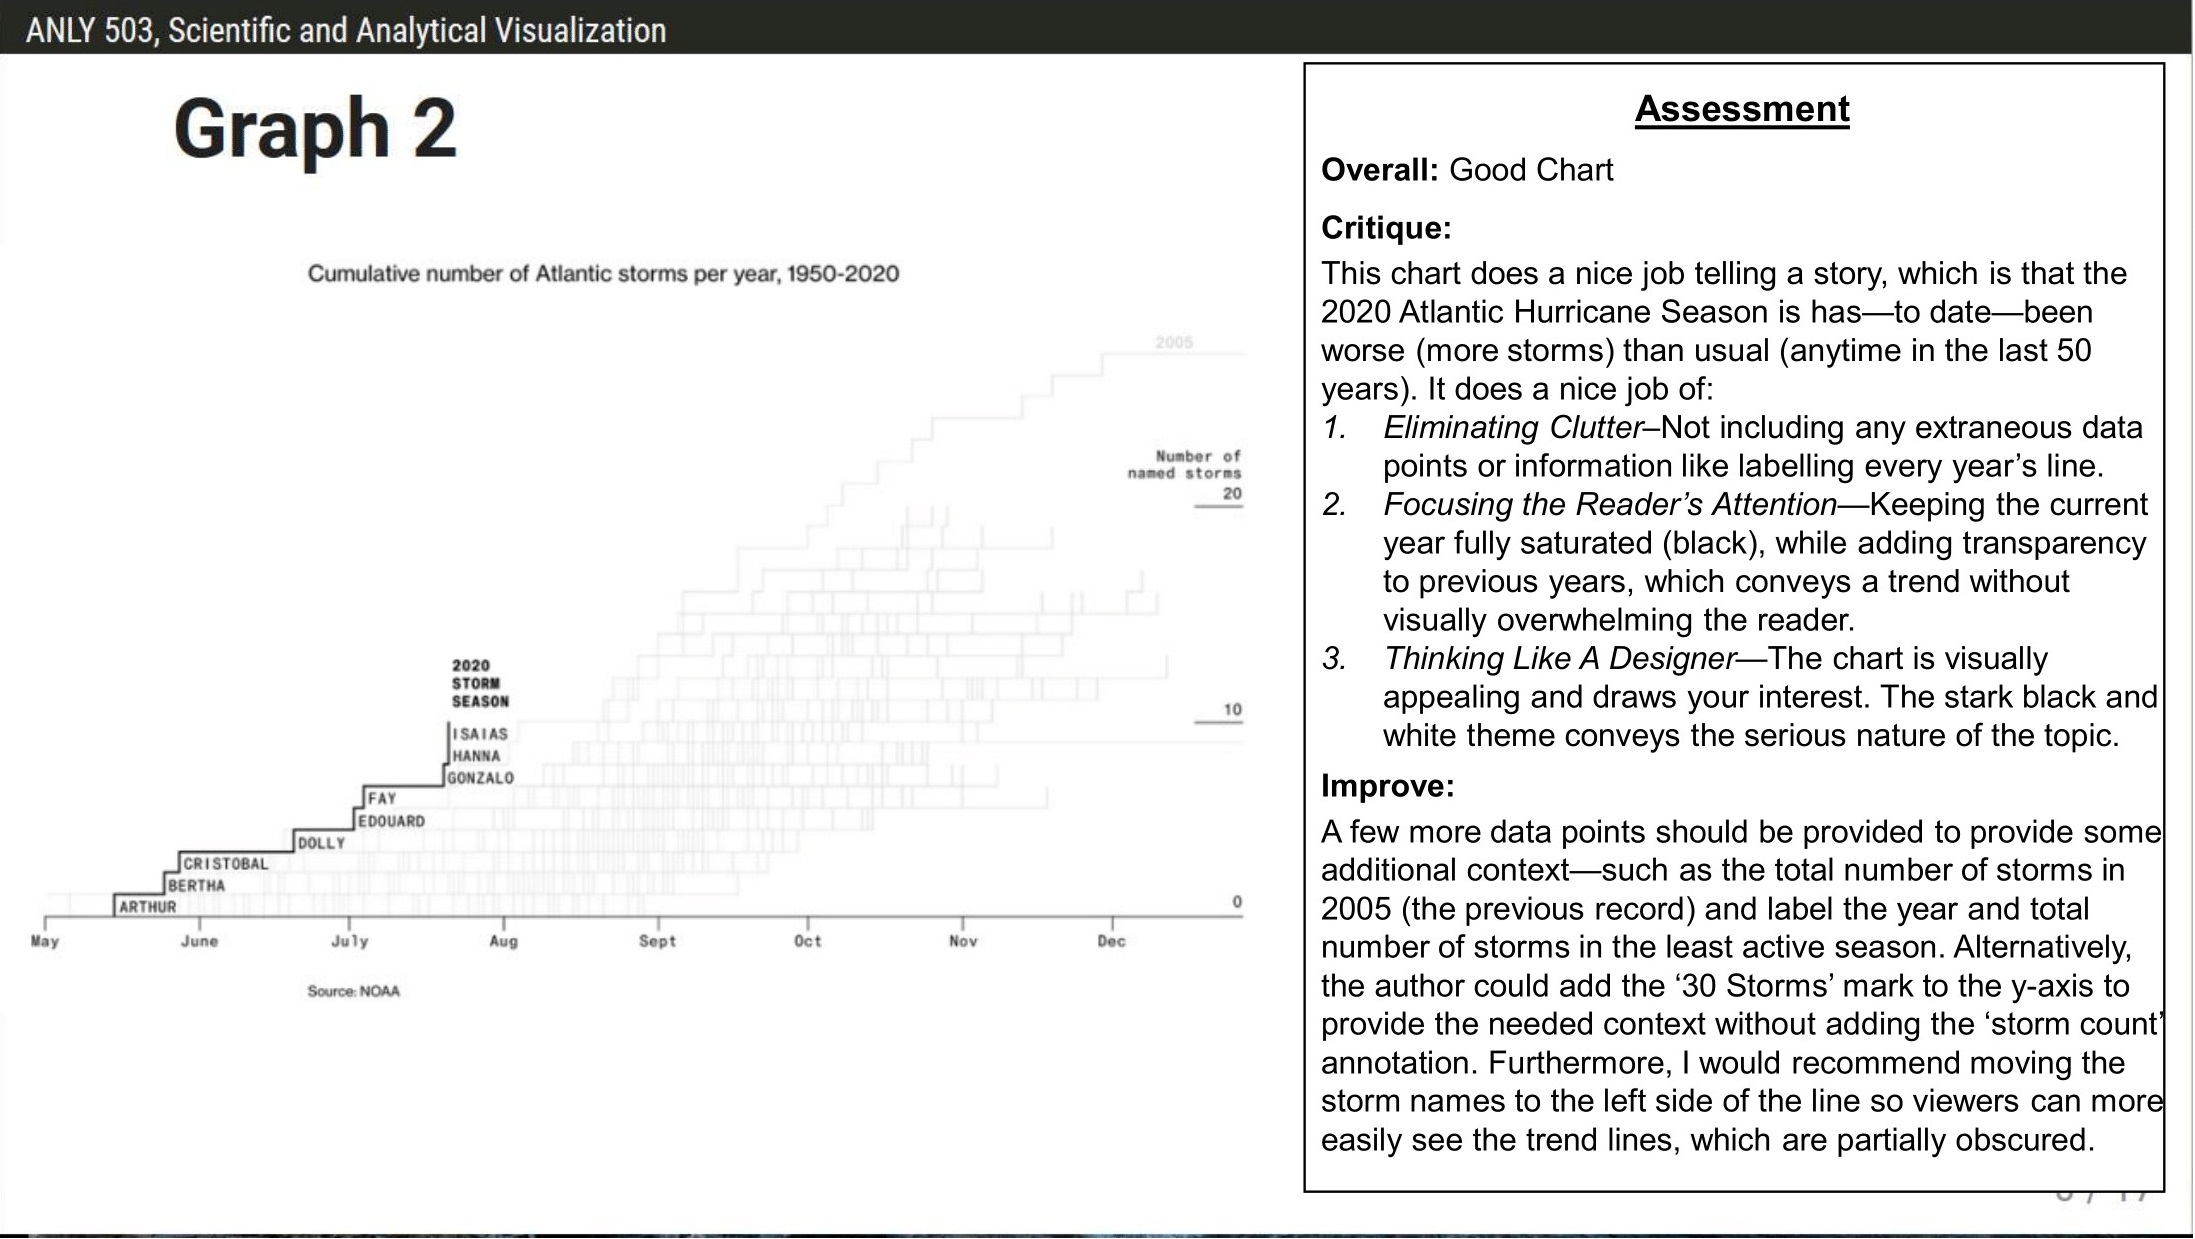 ANLY 503, Scientific and Analytical Visualization
Graph 2
Cumulative number of Atlantic storms per year, 1950-2020
2005
Number of
named storms
20
10
0
2020
STORM
SEASON
ISAIAS
HANNA
GONZALO
FAY
EDOUARD
DOLLY
CRISTOBAL
BERTHA
ARTHUR
May June July Aug Sept Oct Nov Dec
Source: NOAA
Assessment
Overall: Good Chart
Critique:
This chart does a nice job telling a story, which is that the
2020 Atlantic Hurricane Season is has—to date—been
worse (more storms) than usual (anytime in the last 50
years). It does a nice job of:
1. Eliminating Clutter–Not including any extraneous data
points or information like labelling every year’s line.
2. Focusing the Reader’s Attention—Keeping the current
year fully saturated (black), while adding transparency
to previous years, which conveys a trend without
visually overwhelming the reader.
3. Thinking Like A Designer—The chart is visually
appealing and draws your interest. The stark black and
white theme conveys the serious nature of the topic.
Improve:
A few more data points should be provided to provide some
additional context—such as the total number of storms in
2005 (the previous record) and label the year and total
number of storms in the least active season. Alternatively,
the author could add the ‘30 Storms’ mark to the y-axis to
provide the needed context without adding the ‘storm count’
annotation. Furthermore, I would recommend moving the
storm names to the left side of the line so viewers can more
easily see the trend lines, which are partially obscured.